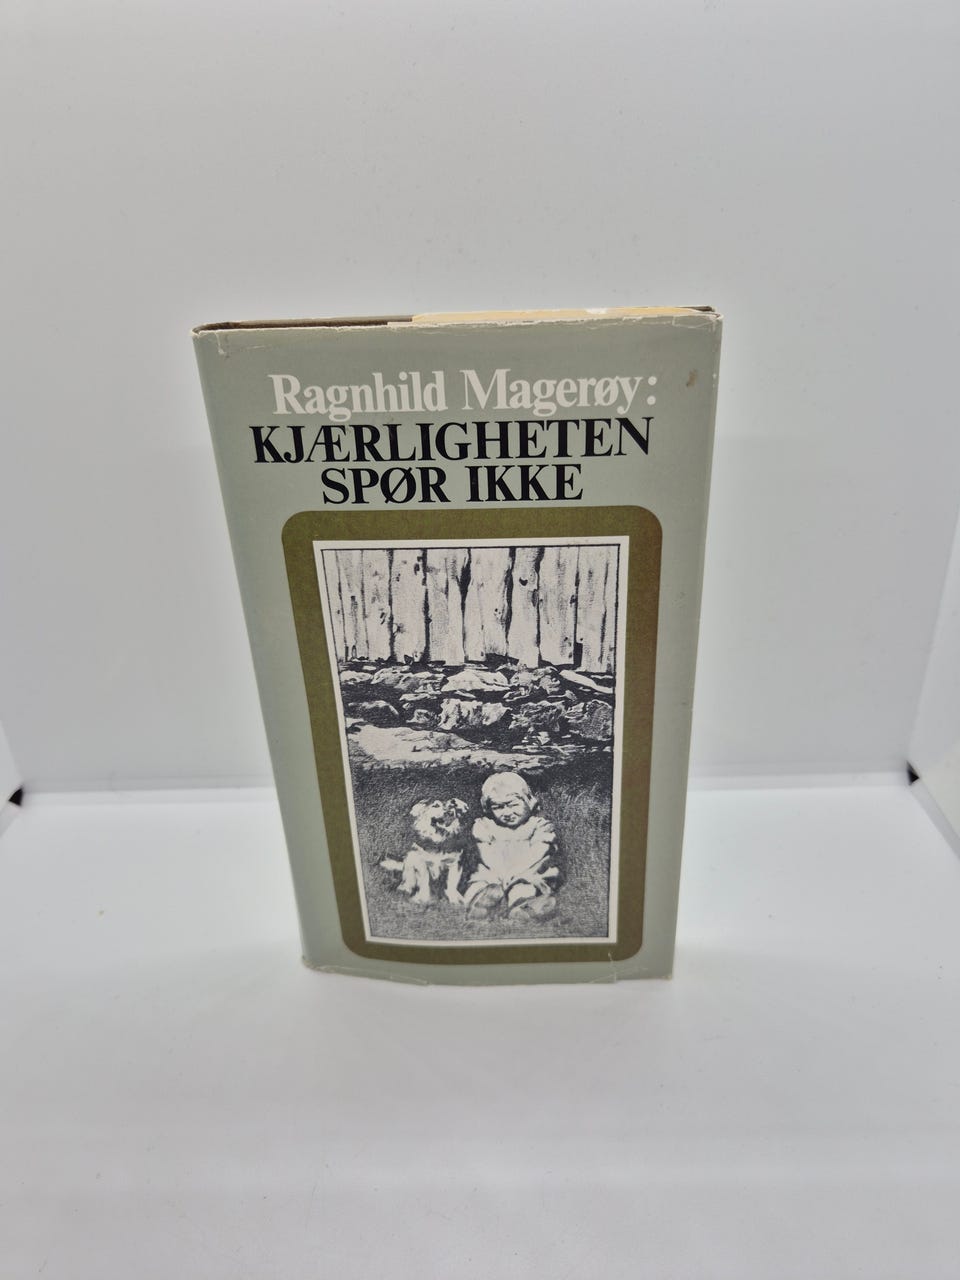 Ragnhild Magerøy:
KJÆRLIGHETEN
SPØR IKKE